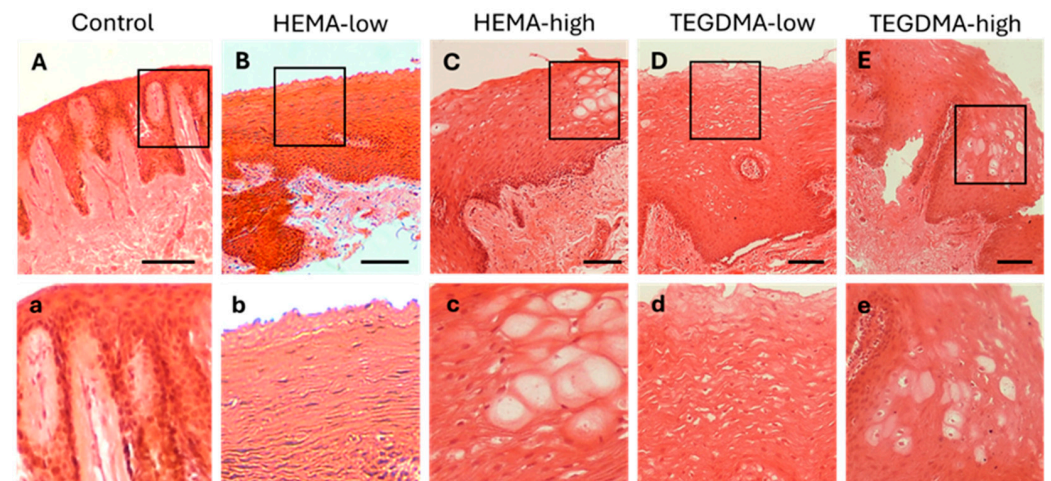 Control HEMA-low HEMA-high TEGDMA-low TEGDMA-high
A B C D E
a b c d e